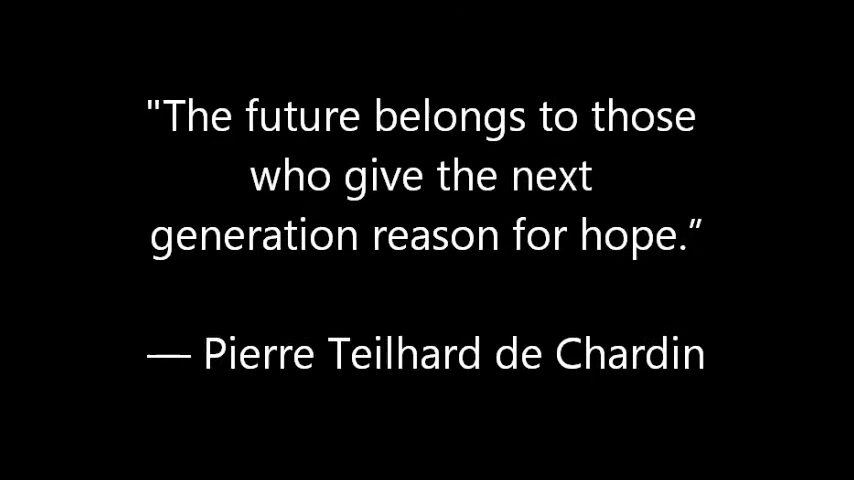 "The future belongs to those
who give the next
generation reason for hope.”
— Pierre Teilhard de Chardin